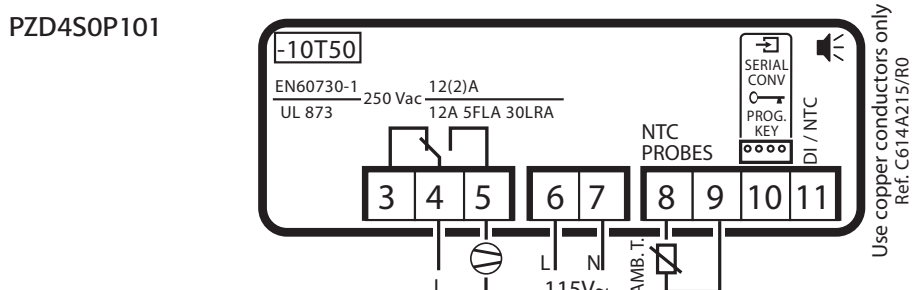 PZD4S0P101
-10T50
EN60730-1
UL 873
250 Vac
12(2)A
12A 5FLA 30LRA
SERIAL
CONV
PROG.
KEY
NTC
PROBES
DI / NTC
3 4 5 6 7 8 9 10 11
L
L N
115V~
AMB. T.
Use copper conductors only
Ref. C614A215/R0